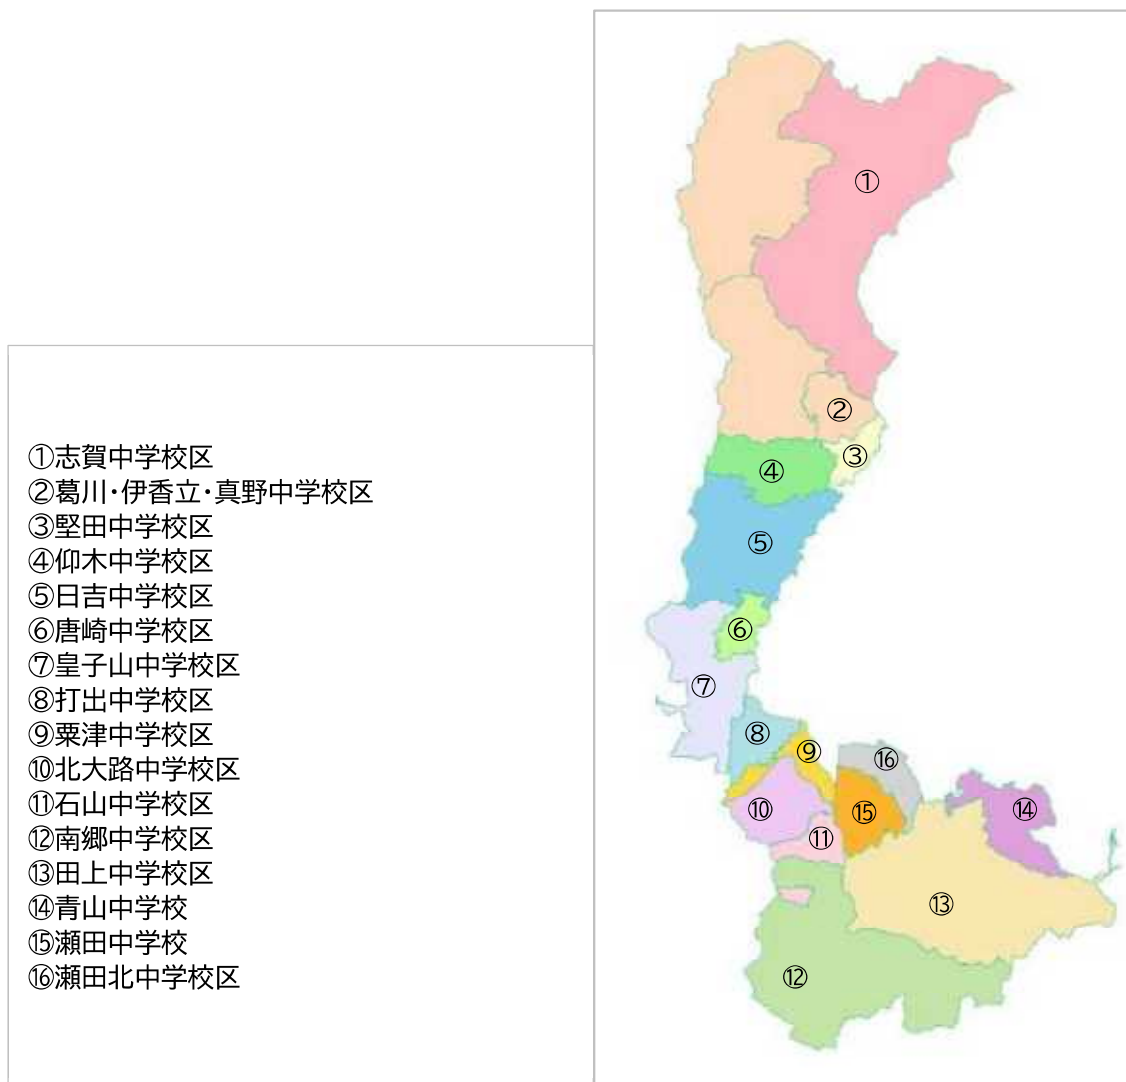 ①志賀中学校区
②葛川・伊香立・真野中学校区
③堅田中学校区
④仰木中学校区
⑤日吉中学校区
⑥唐崎中学校区
⑦皇子山中学校区
⑧打出中学校区
⑨粟津中学校区
⑩北大路中学校区
⑪石山中学校区
⑫南郷中学校区
⑬田上中学校区
⑭青山中学校
⑮瀬田中学校
⑯瀬田北中学校区
①
②
③
④
⑤
⑥
⑦
⑧
⑨
⑯
⑩
⑮
⑭
⑪
⑬
⑫